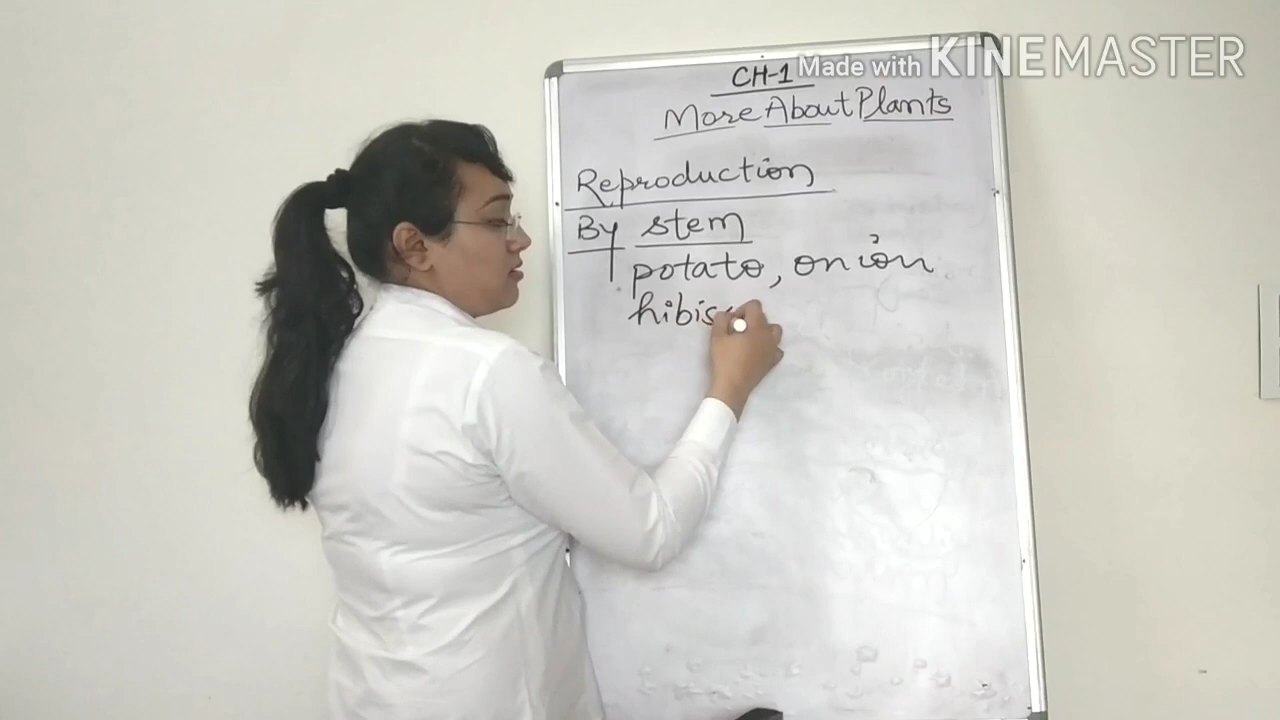 CH-1
Made with KINEMASTER
More About Plants
Reproduction
By stem
potato, onion
hibis